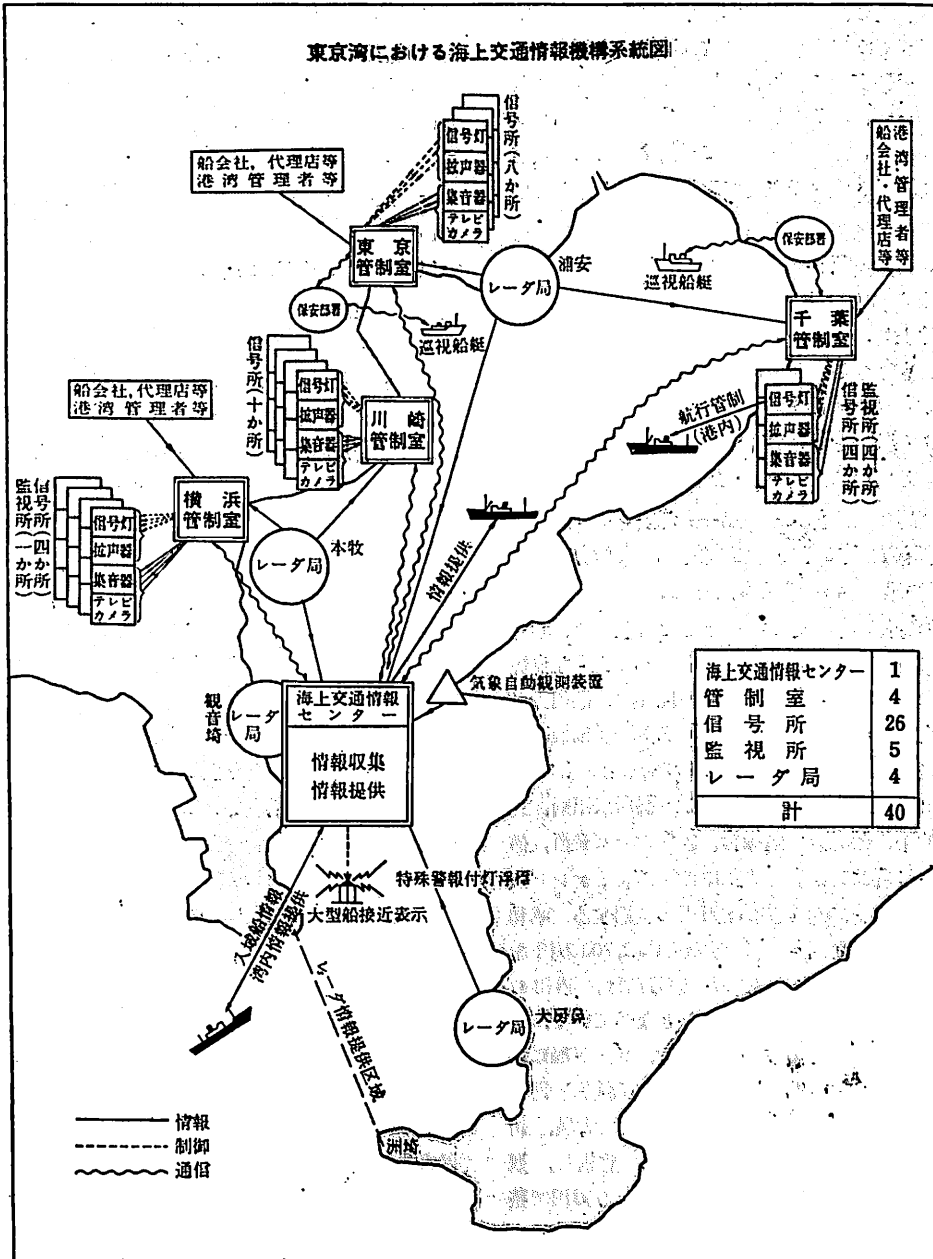 東京湾における海上交通情報機構系統図
信号所(八か所)
信号灯
拡声器
集音器
テレビ
カメラ
船会社,代理店等
港湾管理者等
港湾管理者等
船会社・代理店等
東京
管制室
レーダ局
浦安
巡視船艇
保安部署
千葉
管制室
保安部署
巡視船艇
信号所(十か所)
信号灯
拡声器
集音器
テレビ
カメラ
川崎
管制室
船会社,代理店等
港湾管理者等
航行管制
(港内)
信号灯
拡声器
集音器
テレビ
カメラ
監視所(四か所)
信号所(四か所)
横浜
管制室
信号所(四か所)
監視所(一か所)
信号灯
拡声器
集音器
テレビ
カメラ
レーダ局
本牧
情報提供
気象自動観測装置
観音埼
レーダ
局
海上交通情報
センター
情報収集
情報提供
海上交通情報センター 1
管制室 4
信号所 26
監視所 5
レーダ局 4
計 40
特殊警報付灯浮標
大型船接近表示
入域船情報
湾内情報提供
レーダ情報提供区域
レーダ局
洲埼
情報
制御
通信